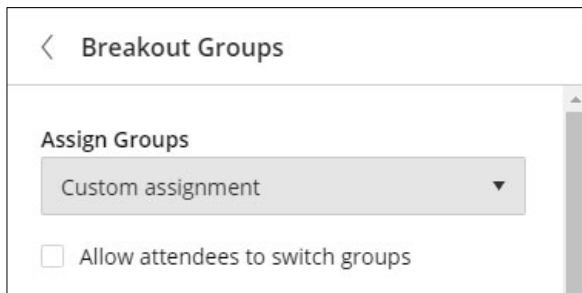 Breakout Groups
Assign Groups
Custom assignment
Allow attendees to switch groups